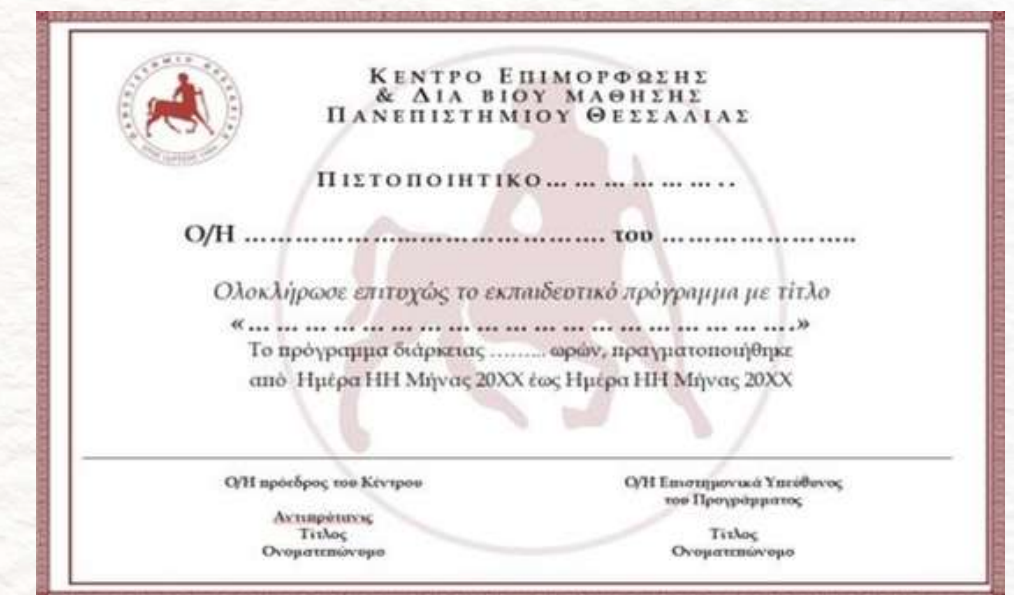 ΠΑΝΕΠΙΣΤΗΜΙΟ ΘΕΣΣΑΛΙΑΣ
ΚΕΝΤΡΟ ΕΠΙΜΟΡΦΩΣΗΣ
& ΔΙΑ ΒΙΟΥ ΜΑΘΗΣΗΣ
ΠΑΝΕΠΙΣΤΗΜΙΟΥ ΘΕΣΣΑΛΙΑΣ
ΠΙΣΤΟΠΟΙΗΤΙΚΟ… … … … … … . .
Ο/Η ………………………………………. του …………………..
Ολοκλήρωσε επιτυχώς το εκπαιδευτικό πρόγραμμα με τίτλο
«… … … … … … … … … … … … … … … … … … ….»
Το πρόγραμμα διάρκειας ……... ωρών, πραγματοποιήθηκε
από Ημέρα ΗΗ Μήνας 20ΧΧ έως Ημέρα ΗΗ Μήνας 20ΧΧ
Ο/Η πρόεδρος του Κέντρου
Αντιπρύτανις
Τίτλος
Ονοματεπώνυμο
Ο/Η Επιστημονικά Υπεύθυνος
του Προγράμματος
Τίτλος
Ονοματεπώνυμο